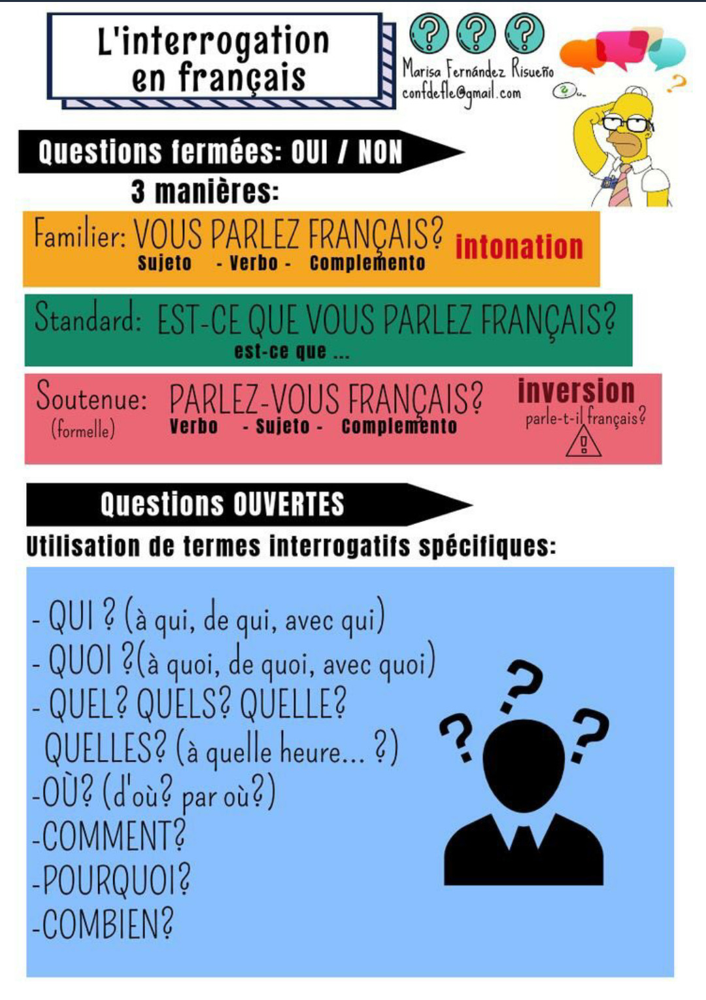 L'interrogation
en français
Marisa Fernández Risueño
confdefle@gmail.com
?
Questions fermées: OUI / NON
3 manières:
Familier: VOUS PARLEZ FRANÇAIS? intonation
Sujeto - Verbo - Complemento
Standard: EST-CE QUE VOUS PARLEZ FRANÇAIS?
est-ce que ...
Soutenue: PARLEZ-VOUS FRANÇAIS? inversion
(formelle) Verbo - Sujeto - Complemento parle-t-il français?
Questions OUVERTES
Utilisation de termes interrogatifs spécifiques:
- QUI ? (à qui, de qui, avec qui)
- QUOI ?(à quoi, de quoi, avec quoi)
- QUEL? QUELS? QUELLE?
QUELLES? (à quelle heure... ?)
-OÙ? (d'où? par où?)
-COMMENT?
-POURQUOI?
-COMBIEN?